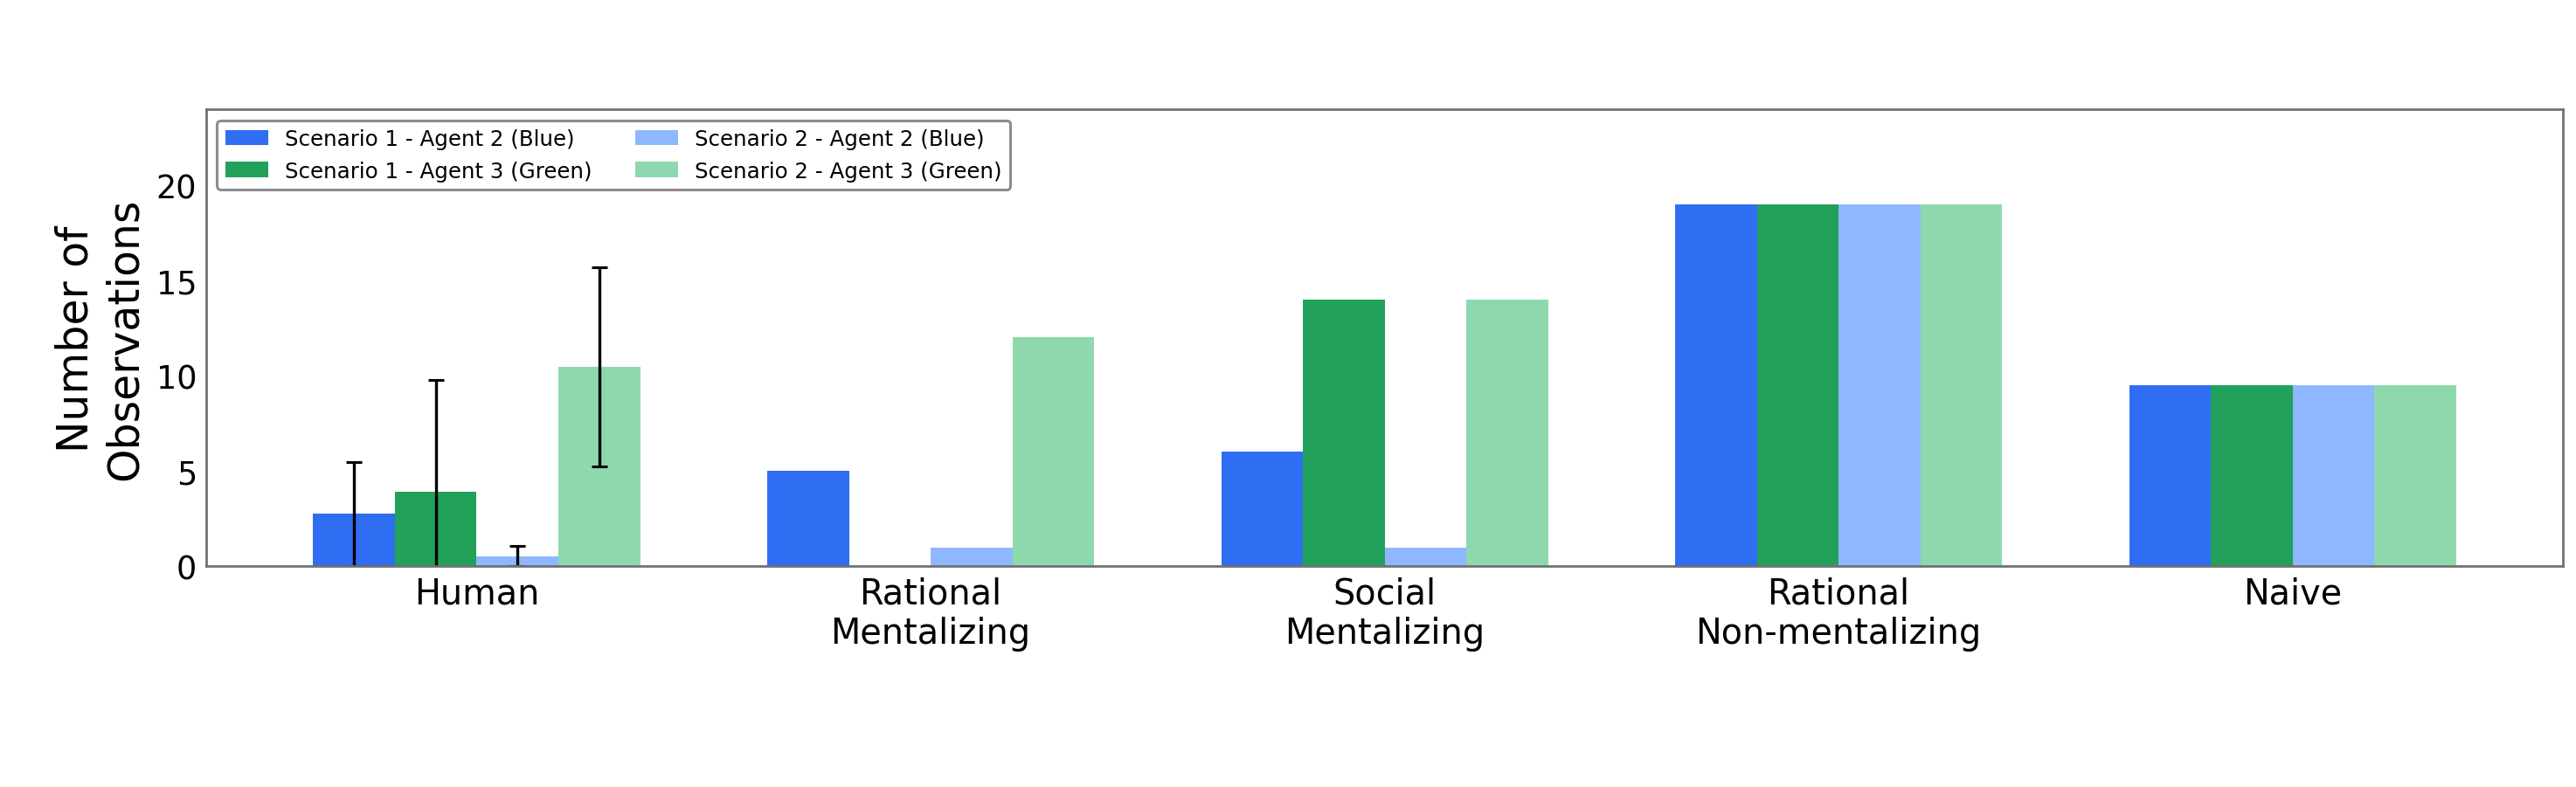 Scenario 1 - Agent 2 (Blue)
Scenario 1 - Agent 3 (Green)
Scenario 2 - Agent 2 (Blue)
Scenario 2 - Agent 3 (Green)
Number of
Observations
20
15
10
5
0
Human
Rational
Mentalizing
Social
Mentalizing
Rational
Non-mentalizing
Naive